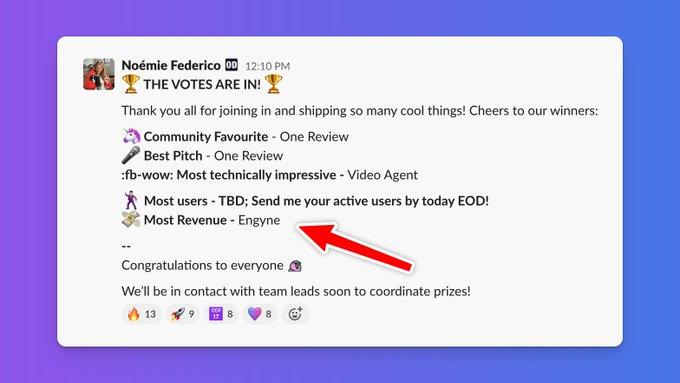 Noémie Federico OD 12:10 PM
🏆 THE VOTES ARE IN! 🏆
Thank you all for joining in and shipping so many cool things! Cheers to our winners:
🦄 Community Favourite - One Review
🎤 Best Pitch - One Review
:fb-wow: Most technically impressive - Video Agent
🕺 Most users - TBD; Send me your active users by today EOD!
💸 Most Revenue - Engyne
--
Congratulations to everyone
We'll be in contact with team leads soon to coordinate prizes!
🔥 13 🚀 9 ODF 17 8 💜 8